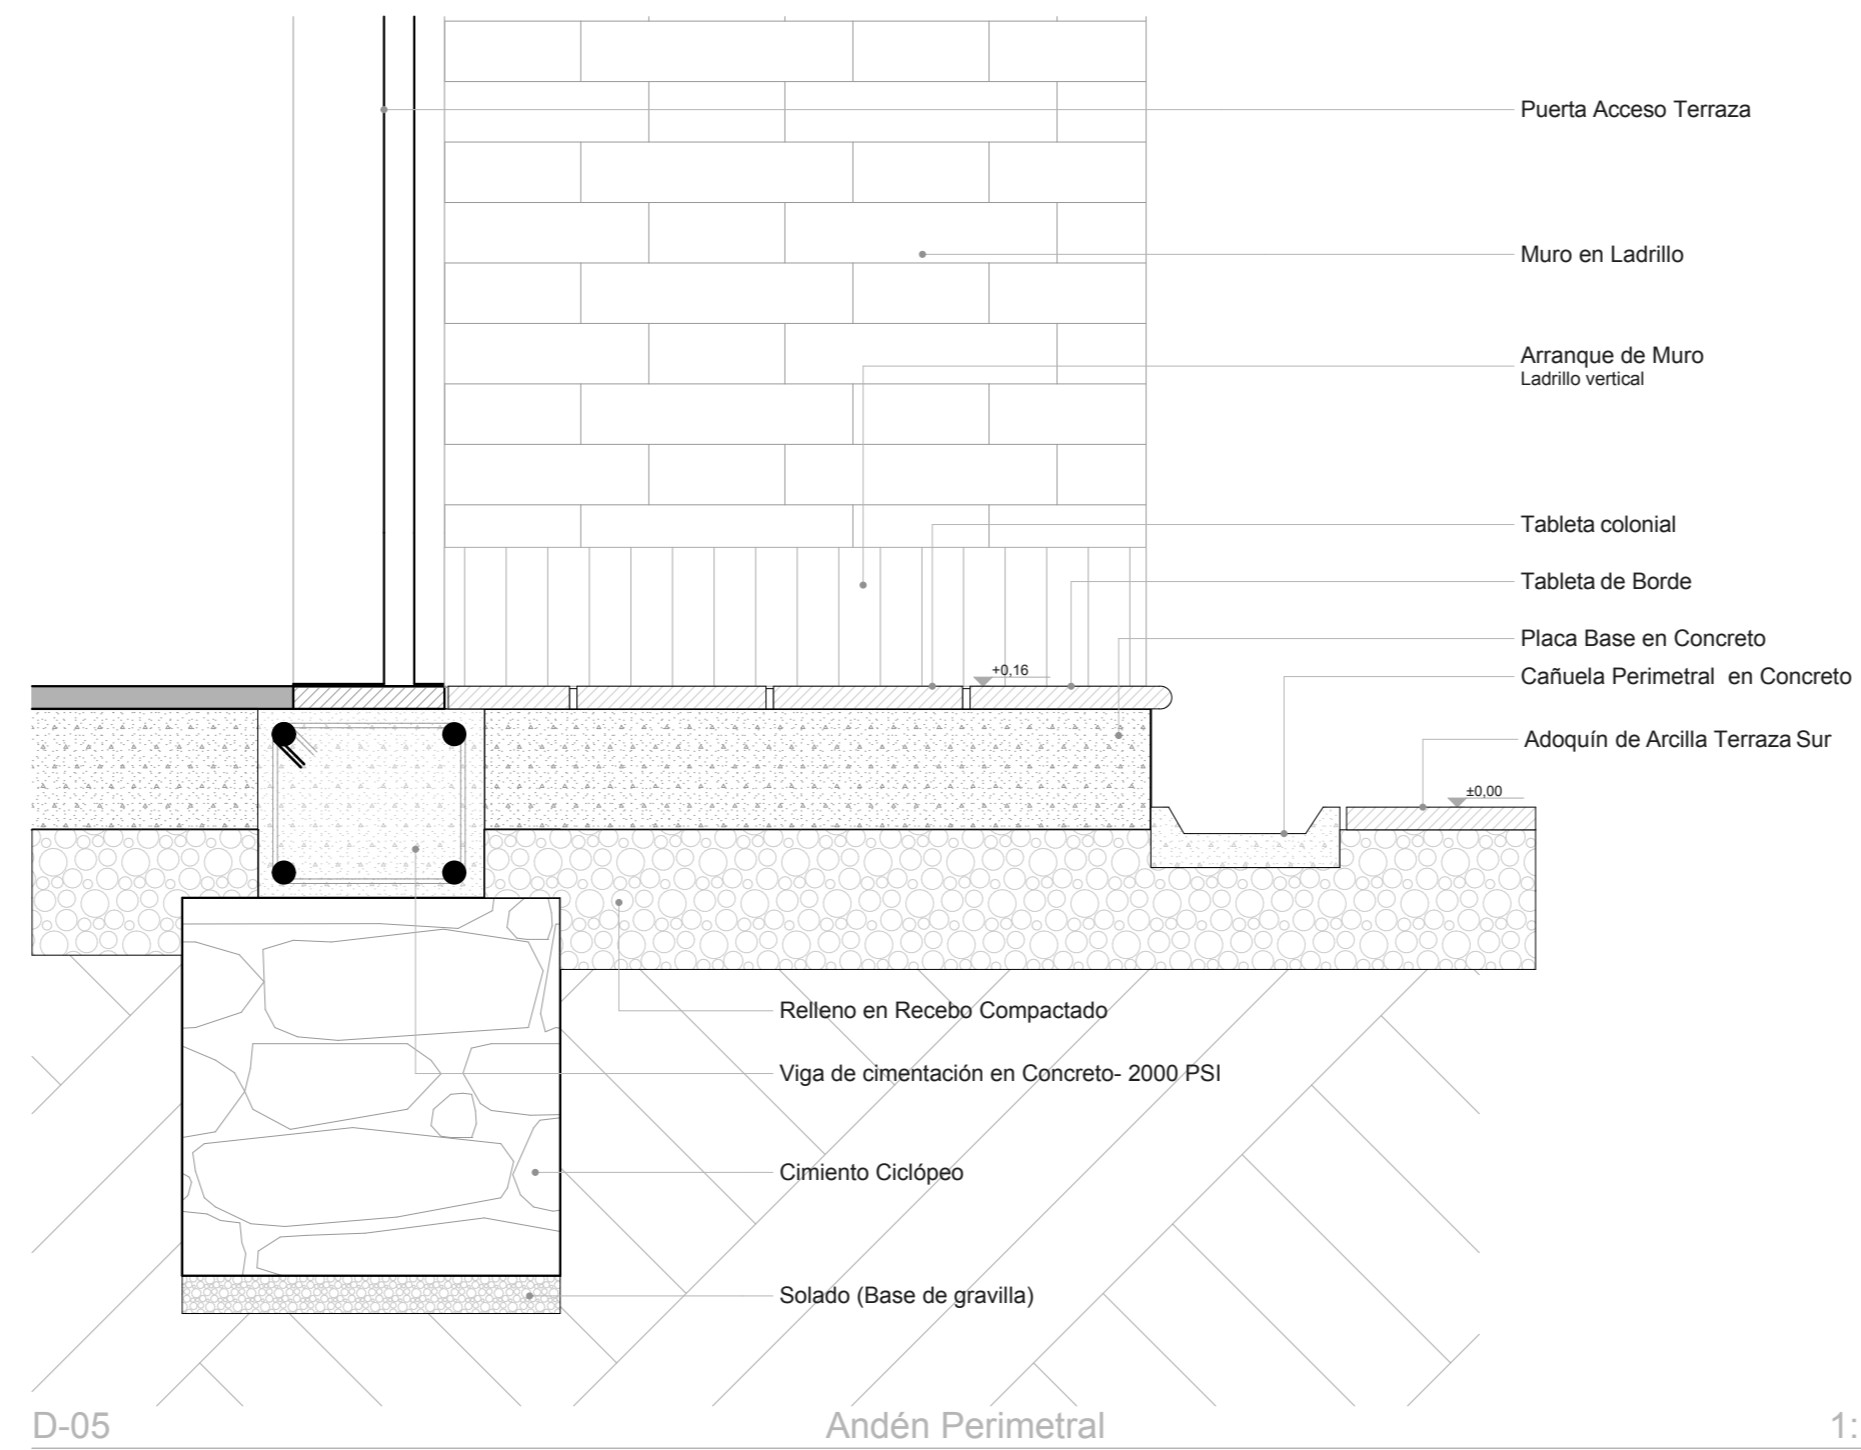 Puerta Acceso Terraza
Muro en Ladrillo
Arranque de Muro
Ladrillo vertical
Tableta colonial
Tableta de Borde
Placa Base en Concreto
+0,16
Cañuela Perimetral en Concreto
Adoquín de Arcilla Terraza Sur
±0,00
Relleno en Recebo Compactado
Viga de cimentación en Concreto- 2000 PSI
Cimiento Ciclópeo
Solado (Base de gravilla)
D-05 Andén Perimetral 1: